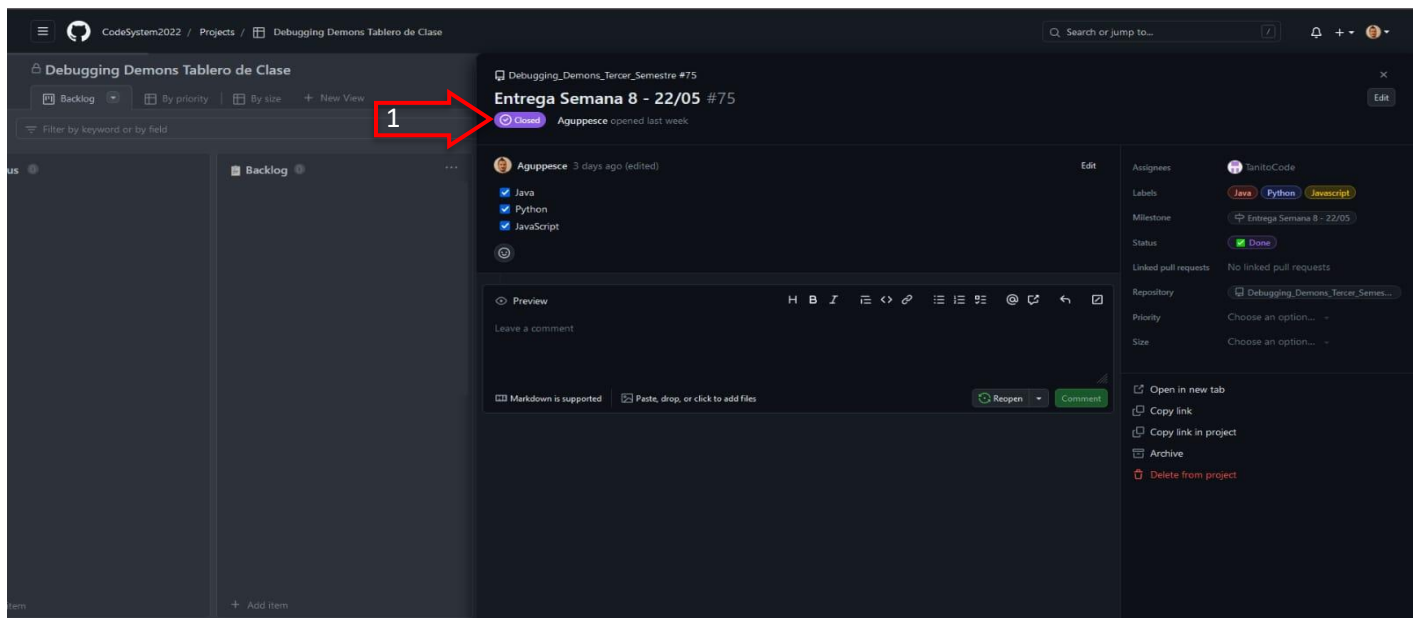 CodeSystem2022 / Projects / Debugging Demons Tablero de Clase
Search or jump to...
/
Debugging Demons Tablero de Clase
Backlog
By priority
By size
+ New View
Filter by keyword or by field
1
us
Backlog
item
+ Add item
Debugging_Demons_Tercer_Semestre #75
Entrega Semana 8 - 22/05 #75
Edit
Closed
Aguppesce opened last week
Aguppesce 3 days ago (edited)
Edit
Java
Python
JavaScript
Preview
H B I
Leave a comment
Markdown is supported
Paste, drop, or click to add files
Reopen
Comment
Assignees
TanitoCode
Labels
Java Python Javascript
Milestone
Entrega Semana 8 - 22/05
Status
Done
Linked pull requests
No linked pull requests
Repository
Debugging_Demons_Tercer_Semes...
Priority
Choose an option...
Size
Choose an option...
Open in new tab
Copy link
Copy link in project
Archive
Delete from project